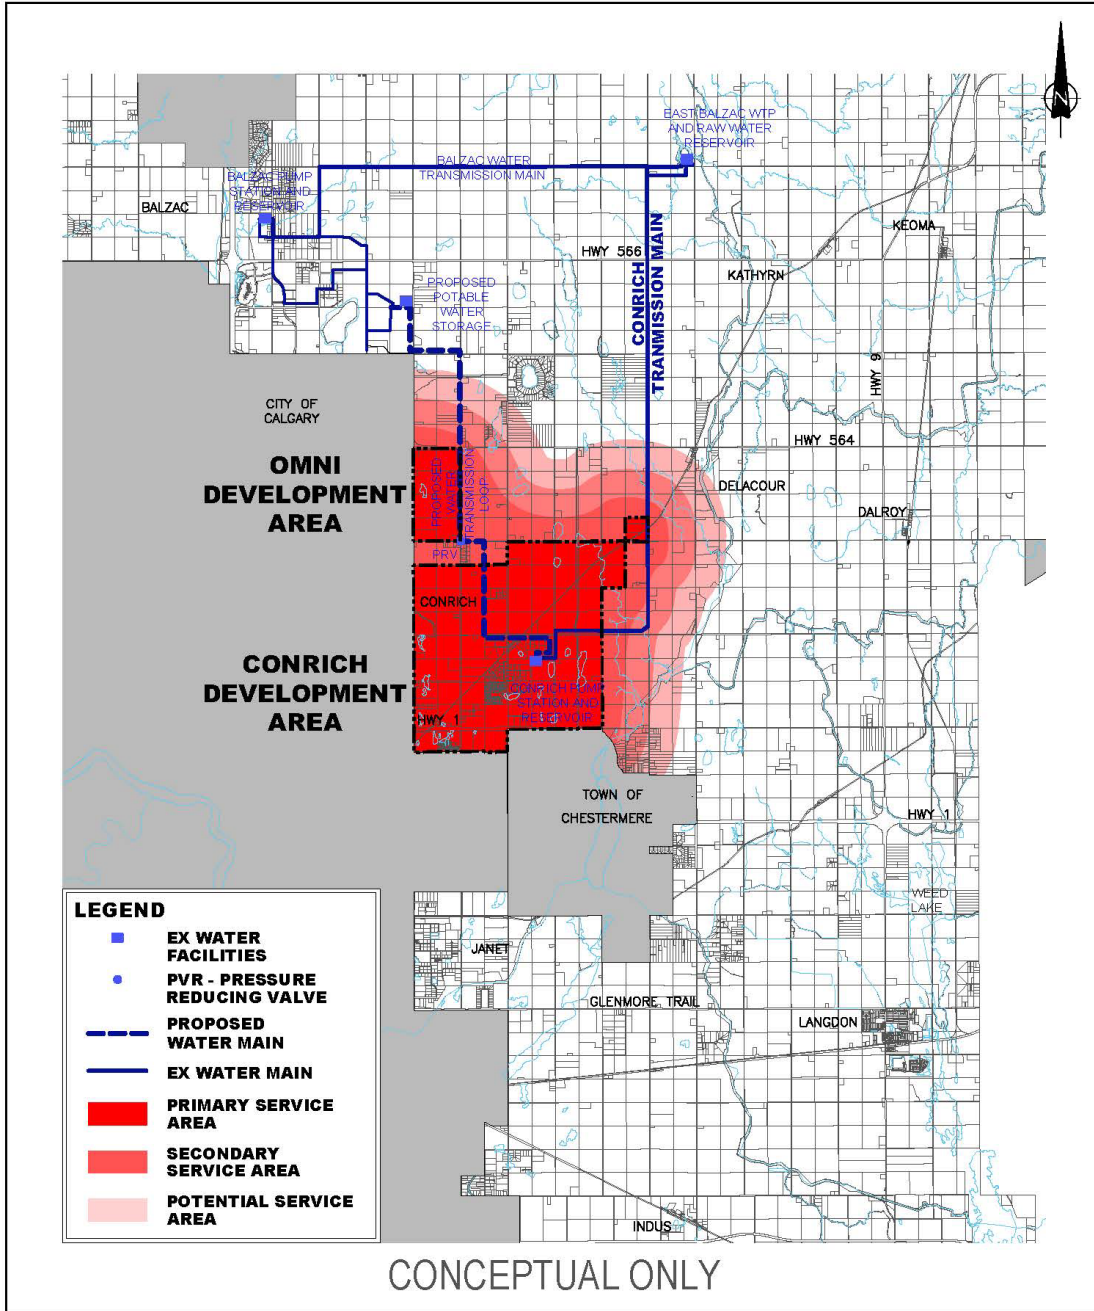 N
EAST BALZAC WTP
AND RAW WATER
RESERVOIR
BALZAC WATER
TRANSMISSION MAIN
BALZAC PUMP
STATION AND
RESERVOIR
BALZAC
KEOMA
HWY 566
KATHYRN
CONRICH
TRANMISSION MAIN
PROPOSED
POTABLE
WATER
STORAGE
HWY 9
CITY OF
CALGARY
HWY 564
OMNI
DEVELOPMENT
AREA
PROPOSED
WATER
TRANSMISSION
LOOP
DELACOUR
DALROY
PRV
CONRICH
CONRICH
DEVELOPMENT
AREA
CONRICH PUMP
STATION AND
RESERVOIR
HWY 1
TOWN OF
CHESTERMERE
HWY 1
WEED
LAKE
JANET
GLENMORE TRAIL
LANGDON
INDUS
LEGEND
EX WATER
FACILITIES
PVR - PRESSURE
REDUCING VALVE
PROPOSED
WATER MAIN
EX WATER MAIN
PRIMARY SERVICE
AREA
SECONDARY
SERVICE AREA
POTENTIAL SERVICE
AREA
CONCEPTUAL ONLY